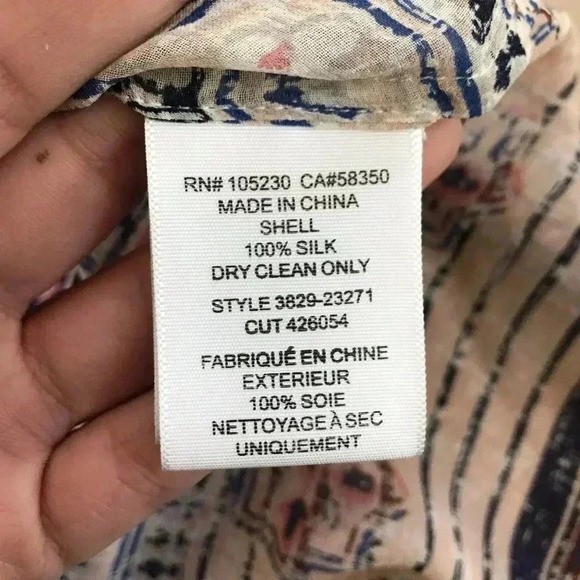 RN# 105230 CA#58350
MADE IN CHINA
SHELL
100% SILK
DRY CLEAN ONLY
STYLE 3829-23271
CUT 426054
FABRIQUÉ EN CHINE
EXTERIEUR
100% SOIE
NETTOYAGE À SEC
UNIQUEMENT